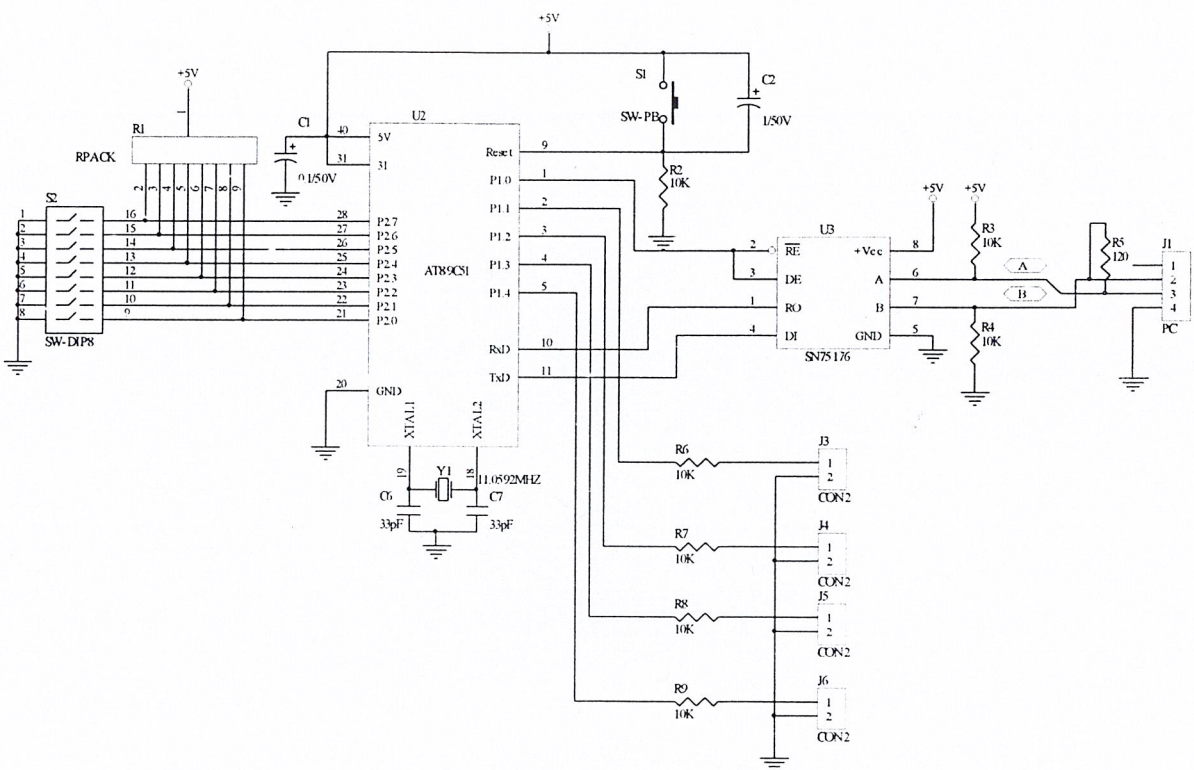 +5V
+5V
1
R1
RPACK
2 3 4 5 6 7 8 9
C1
0.1/50V
U2
40 5V
31 31
Reset 9
P1.0 1
P1.1 2
P1.2 3
P1.3 4
P1.4 5
AT89C51
RxD 10
TxD 11
28 P2.7
27 P2.6
26 P2.5
25 P2.4
24 P2.3
23 P2.2
22 P2.1
21 P2.0
20 GND
XTAL1
XTAL2
19
18
S2
1 16
2 15
3 14
4 13
5 12
6 11
7 10
8 9
SW-DIP8
Y1
11.0592MHZ
C6
33pF
C7
33pF
S1
SW-PB
C2
1/50V
R2
10K
U3
2 RE
3 DE
1 RO
4 DI
+Vcc 8
A 6
B 7
GND 5
SN75176
+5V
+5V
R3
10K
R4
10K
A
B
R5
120
J1
1
2
3
4
PC
R6
10K
J3
1
2
CON2
R7
10K
J4
1
2
CON2
R8
10K
J5
1
2
CON2
R9
10K
J6
1
2
CON2